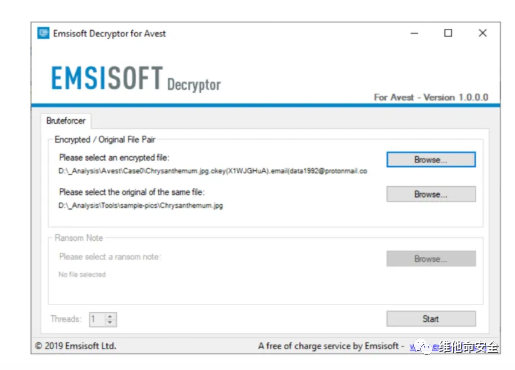 Emsisoft Decryptor for Avest
EMSISOFT Decryptor
For Avest - Version 1.0.0.0
Bruteforcer
Encrypted / Original File Pair
Please select an encrypted file:
Browse...
D:\_Analysis\Avest\Case0\Chrysanthemum.jpg.ckey(X1WJGHuA).email(data1992@protonmail.co
Please select the original of the same file:
Browse...
D:\_Analysis\Tools\sample-pics\Chrysanthemum.jpg
Ransom Note
Please select a ransom note:
Browse...
No file selected
Threads: 1
Start
© 2019 Emsisoft Ltd.
A free of charge service by Emsisoft -
维他命安全